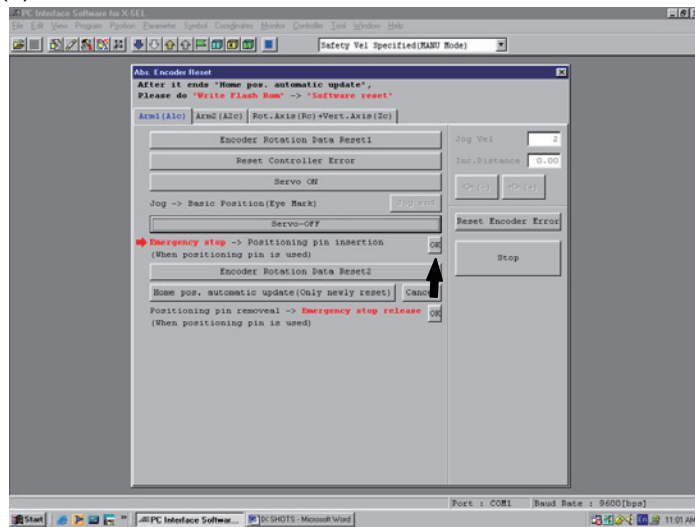 PC Interface Software for X-SEL
File Edit View Program Position Parameter Symbol Coordinates Monitor Controller Tool Window Help
Safety Vel Specified(MANU Mode)
Abs. Encoder Reset
After it ends "Home pos. automatic update",
Please do "Write Flash Rom" -> "Software reset"
Arm1(A1c) Arm2(A2c) Rot.Axis(Rc)+Vert.Axis(Zc)
Encoder Rotation Data Reset1
Jog Vel 2
Reset Controller Error
Inc.Distance 0.00
Servo ON
(-) (+)
Jog -> Basic Position(Eye Mark) Jog end
Servo-OFF
Reset Encoder Error
Emergency stop -> Positioning pin insertion OK
(When positioning pin is used)
Stop
Encoder Rotation Data Reset2
Home pos. automatic update(Only newly reset) Cancel
Positioning pin removeal -> Emergency stop release OK
(When positioning pin is used)
Port : COM1 Baud Rate : 9600[bps]
Start PC Interface Softwar... IX SHOTS - Microsoft Word 11:01 AM